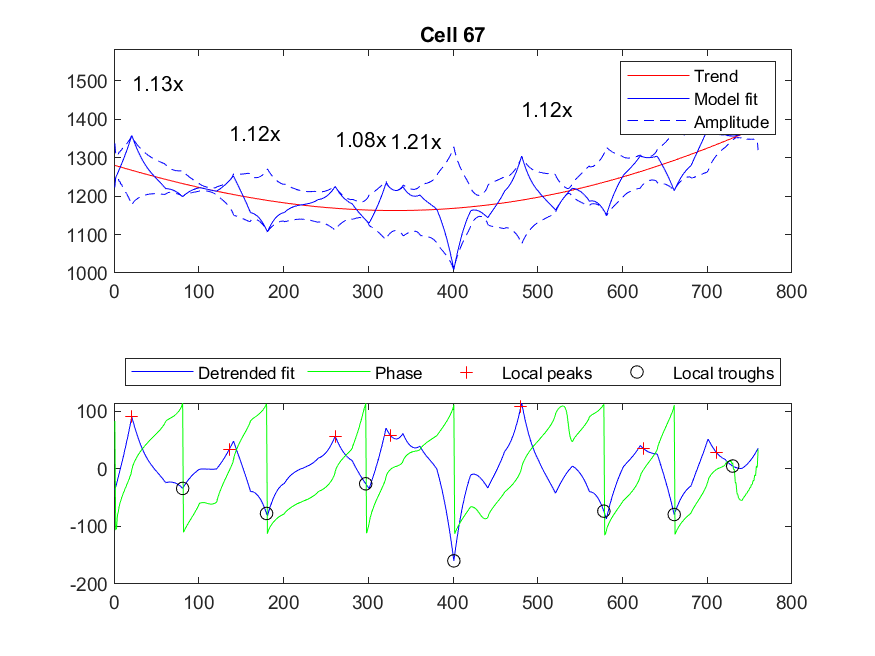 Cell 67
1500
1400
1300
1200
1100
1000
1.13x
1.12x
1.08x
1.21x
1.12x
Trend
Model fit
Amplitude
0 100 200 300 400 500 600 700 800
Detrended fit Phase Local peaks Local troughs
100
0
-100
-200
0 100 200 300 400 500 600 700 800